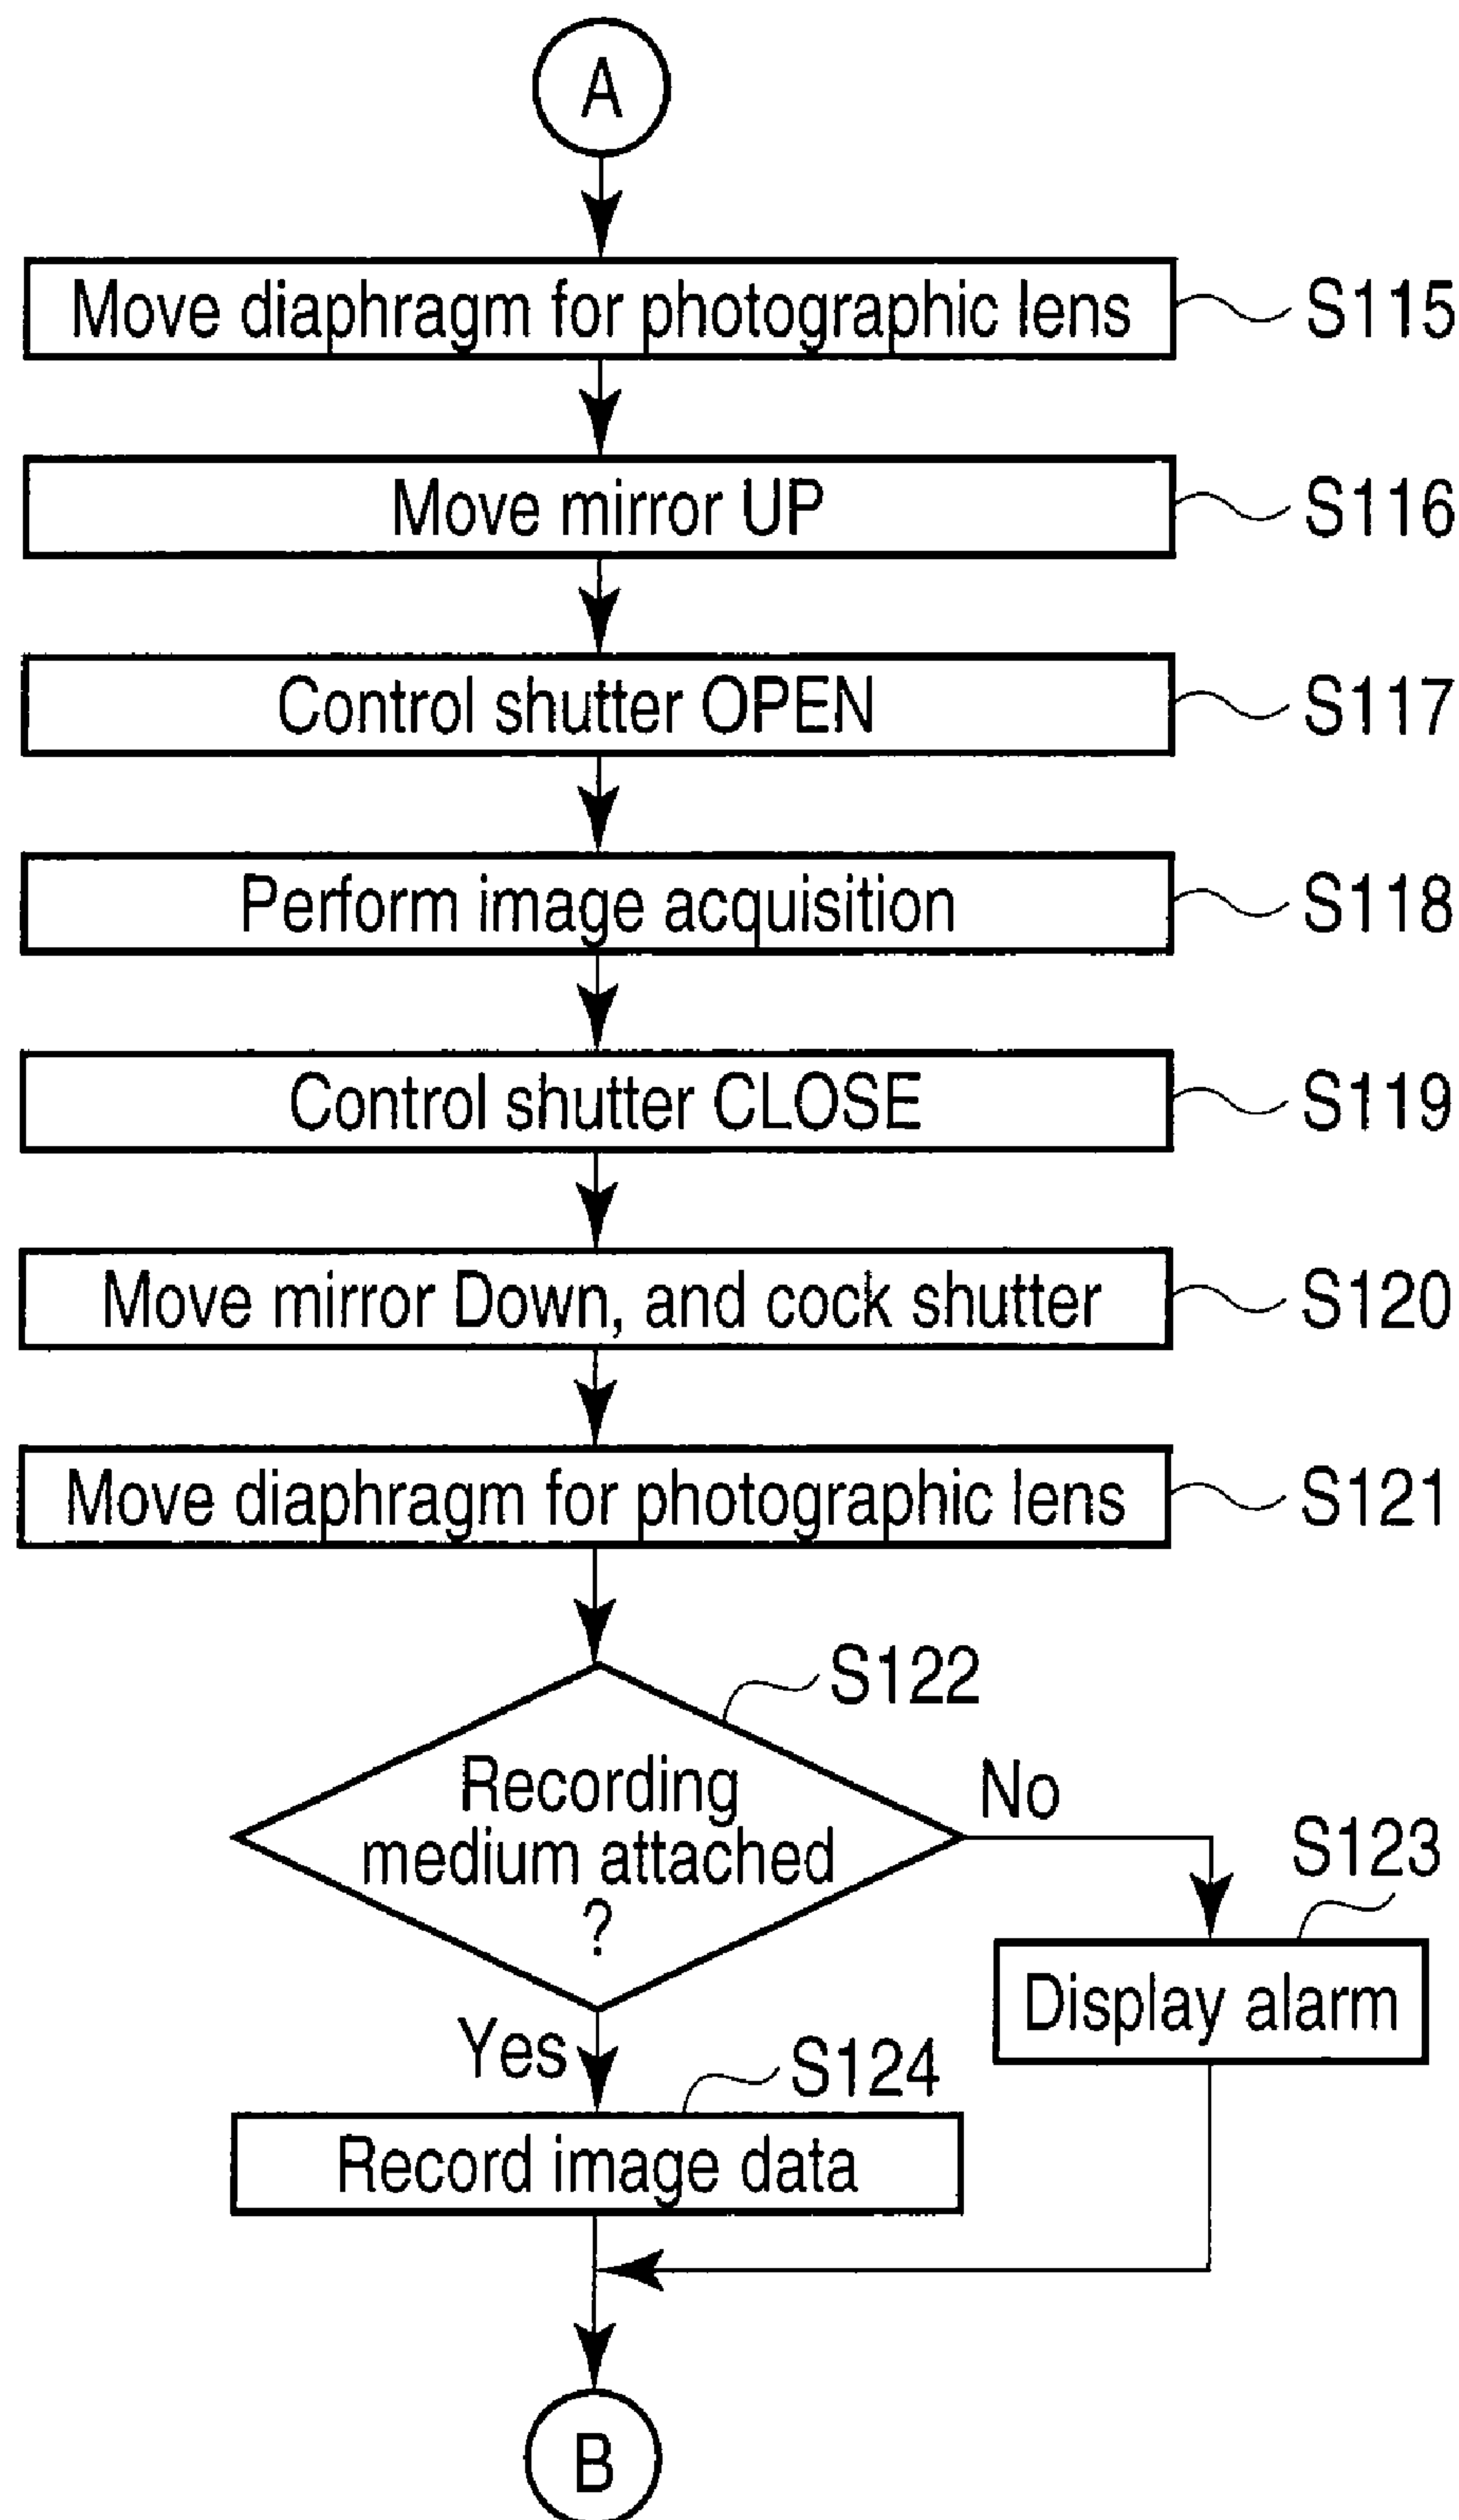 A
Move diaphragm for photographic lens S115
Move mirror UP S116
Control shutter OPEN S117
Perform image acquisition S118
Control shutter CLOSE S119
Move mirror Down, and cock shutter S120
Move diaphragm for photographic lens S121
S122
Recording
medium attached
?
No
S123
Display alarm
Yes
S124
Record image data
B